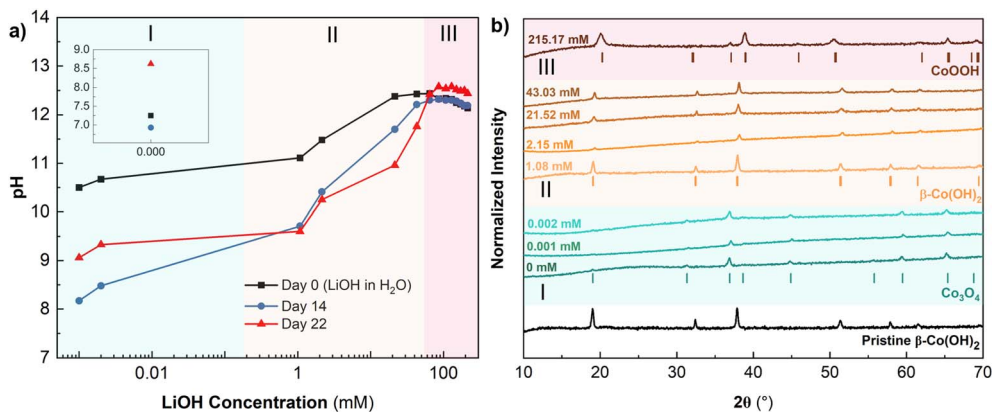 a)
I
II
III
14
13
12
11
10
9
8
7
pH
9.0
8.5
8.0
7.5
7.0
0.000
Day 0 (LiOH in H₂O)
Day 14
Day 22
0.01
1
100
LiOH Concentration (mM)
b)
Normalized Intensity
215.17 mM
III
CoOOH
43.03 mM
21.52 mM
2.15 mM
1.08 mM
II
β-Co(OH)₂
0.002 mM
0.001 mM
0 mM
I
Co₃O₄
Pristine β-Co(OH)₂
10 20 30 40 50 60 70
2θ (°)